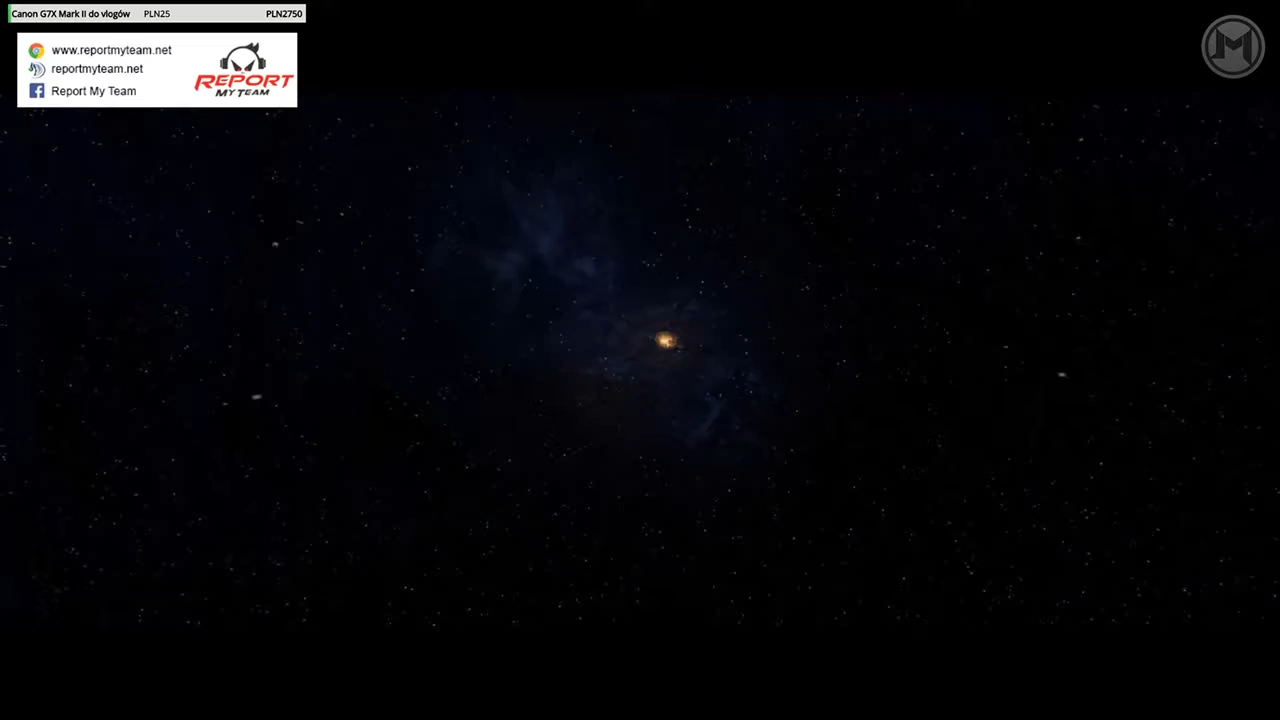 Canon G7X Mark II do vlogów PLN25 PLN2750
www.reportmyteam.net
reportmyteam.net
Report My Team
REPORT
MY TEAM